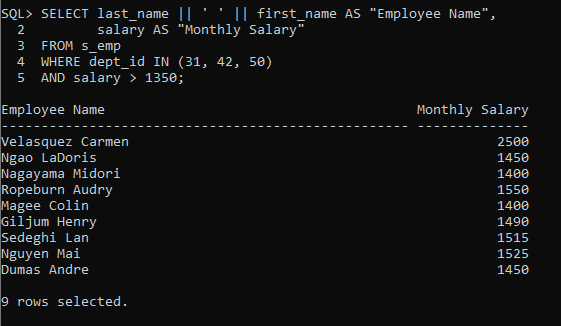 SQL> SELECT last_name || ' ' || first_name AS "Employee Name",
  2         salary AS "Monthly Salary"
  3  FROM s_emp
  4  WHERE dept_id IN (31, 42, 50)
  5  AND salary > 1350;

Employee Name                                       Monthly Salary
--------------------------------------------------- --------------
Velasquez Carmen                                              2500
Ngao LaDoris                                                  1450
Nagayama Midori                                               1400
Ropeburn Audry                                                1550
Magee Colin                                                   1400
Giljum Henry                                                  1490
Sedeghi Lan                                                   1515
Nguyen Mai                                                    1525
Dumas Andre                                                   1450

9 rows selected.